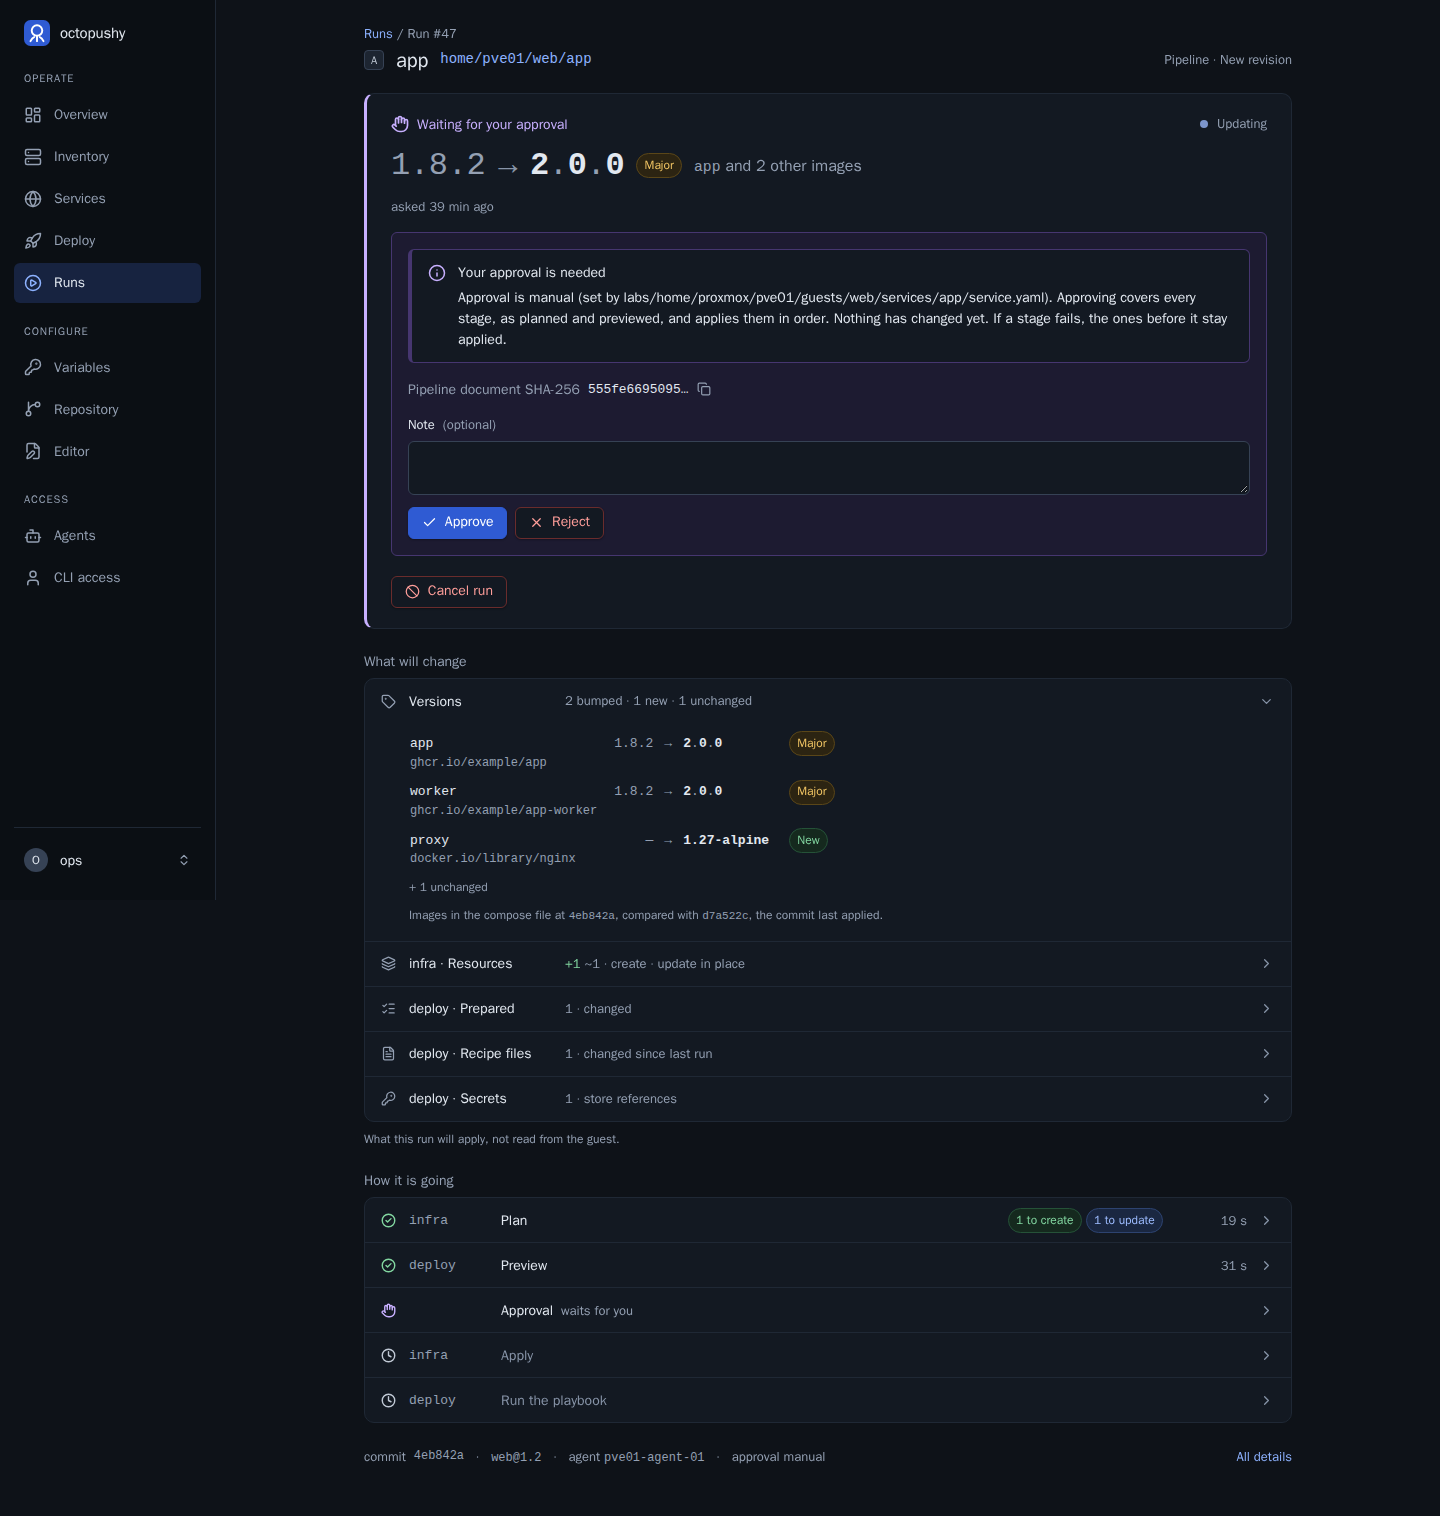 octopushy
OPERATE
Overview
Inventory
Services
Deploy
Runs
CONFIGURE
Variables
Repository
Editor
ACCESS
Agents
CLI access
O ops
Runs / Run #47
A app home/pve01/web/app
Pipeline · New revision
Waiting for your approval
Updating
1.8.2 → 2.0.0 Major app and 2 other images
asked 39 min ago
Your approval is needed
Approval is manual (set by labs/home/proxmox/pve01/guests/web/services/app/service.yaml). Approving covers every
stage, as planned and previewed, and applies them in order. Nothing has changed yet. If a stage fails, the ones before it stay
applied.
Pipeline document SHA-256 555fe6695095…
Note (optional)
Approve Reject
Cancel run
What will change
Versions 2 bumped · 1 new · 1 unchanged
app 1.8.2 → 2.0.0 Major
ghcr.io/example/app
worker 1.8.2 → 2.0.0 Major
ghcr.io/example/app-worker
proxy — → 1.27-alpine New
docker.io/library/nginx
+ 1 unchanged
Images in the compose file at 4eb842a, compared with d7a522c, the commit last applied.
infra · Resources +1 ~1 · create · update in place
deploy · Prepared 1 · changed
deploy · Recipe files 1 · changed since last run
deploy · Secrets 1 · store references
What this run will apply, not read from the guest.
How it is going
infra Plan 1 to create 1 to update 19 s
deploy Preview 31 s
Approval waits for you
infra Apply
deploy Run the playbook
commit 4eb842a · web@1.2 · agent pve01-agent-01 · approval manual
All details